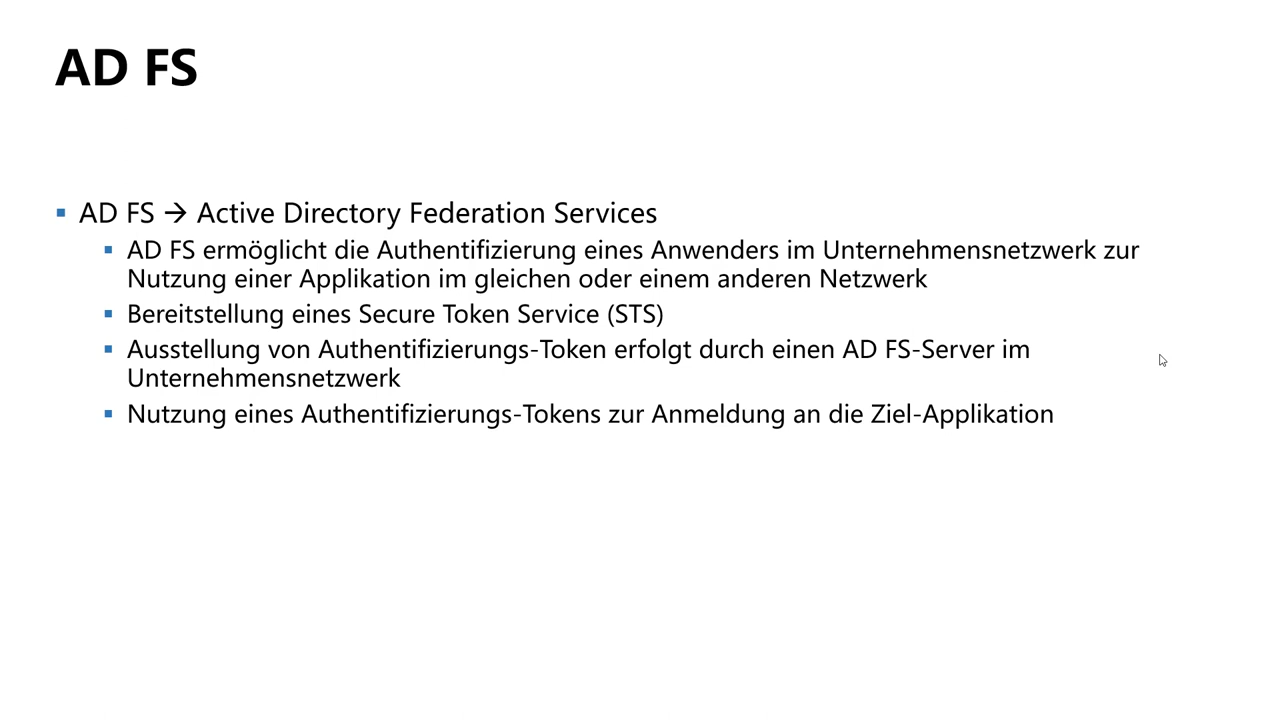 AD FS
AD FS → Active Directory Federation Services
AD FS ermöglicht die Authentifizierung eines Anwenders im Unternehmensnetzwerk zur
Nutzung einer Applikation im gleichen oder einem anderen Netzwerk
Bereitstellung eines Secure Token Service (STS)
Ausstellung von Authentifizierungs-Token erfolgt durch einen AD FS-Server im
Unternehmensnetzwerk
Nutzung eines Authentifizierungs-Tokens zur Anmeldung an die Ziel-Applikation